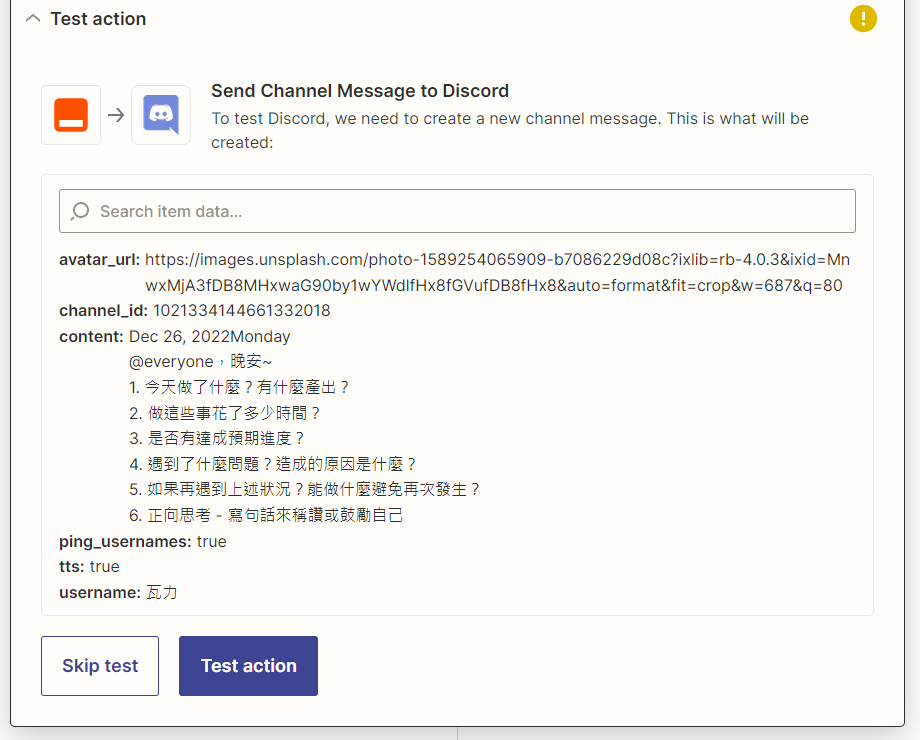 Test action
Send Channel Message to Discord
To test Discord, we need to create a new channel message. This is what will be
created:
Search item data...
avatar_url: https://images.unsplash.com/photo-1589254065909-b7086229d08c?ixlib=rb-4.0.3&ixid=Mn
wxMjA3fDB8MHxwaG90by1wYWdlfHx8fGVufDB8fHx8&auto=format&fit=crop&w=687&q=80
channel_id: 1021334144661332018
content: Dec 26, 2022Monday
@everyone，晚安~
1. 今天做了什麼？有什麼產出？
2. 做這些事花了多少時間？
3. 是否有達成預期進度？
4. 遇到了什麼問題？造成的原因是什麼？
5. 如果再遇到上述狀況？能做什麼避免再次發生？
6. 正向思考 - 寫句話來稱讚或鼓勵自己
ping_usernames: true
tts: true
username: 瓦力
Skip test
Test action